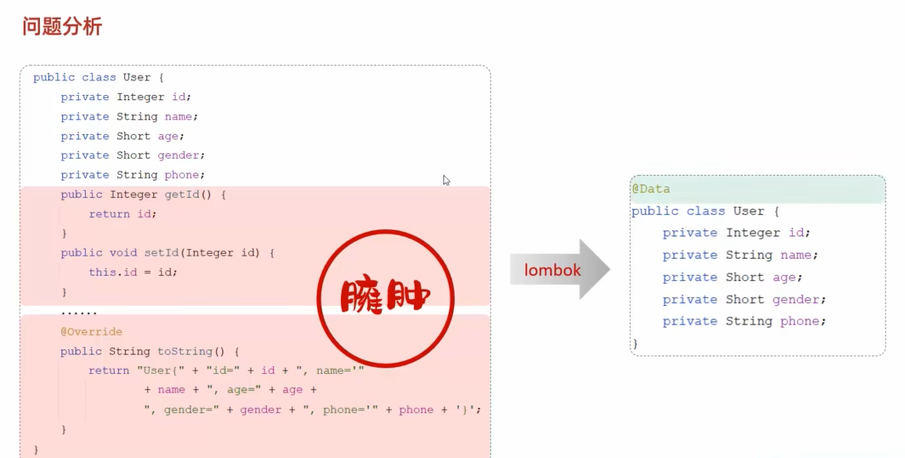 问题分析
public class User {
private Integer id;
private String name;
private Short age;
private Short gender;
private String phone;
public Integer getId() {
return id;
}
public void setId(Integer id) {
this.id = id;
}
......
@Override
public String toString() {
return "User{" + "id=" + id + ", name='"
+ name + ", age=" + age +
", gender=" + gender + ", phone='" + phone + '}';
}
}
臃肿
lombok
@Data
public class User {
private Integer id;
private String name;
private Short age;
private Short gender;
private String phone;
}